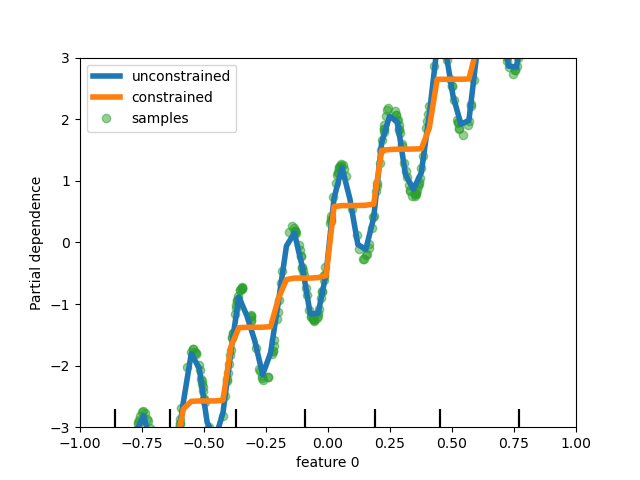 unconstrained
constrained
samples
3
2
1
0
−1
−2
−3
Partial dependence
−1.00 −0.75 −0.50 −0.25 0.00 0.25 0.50 0.75 1.00
feature 0